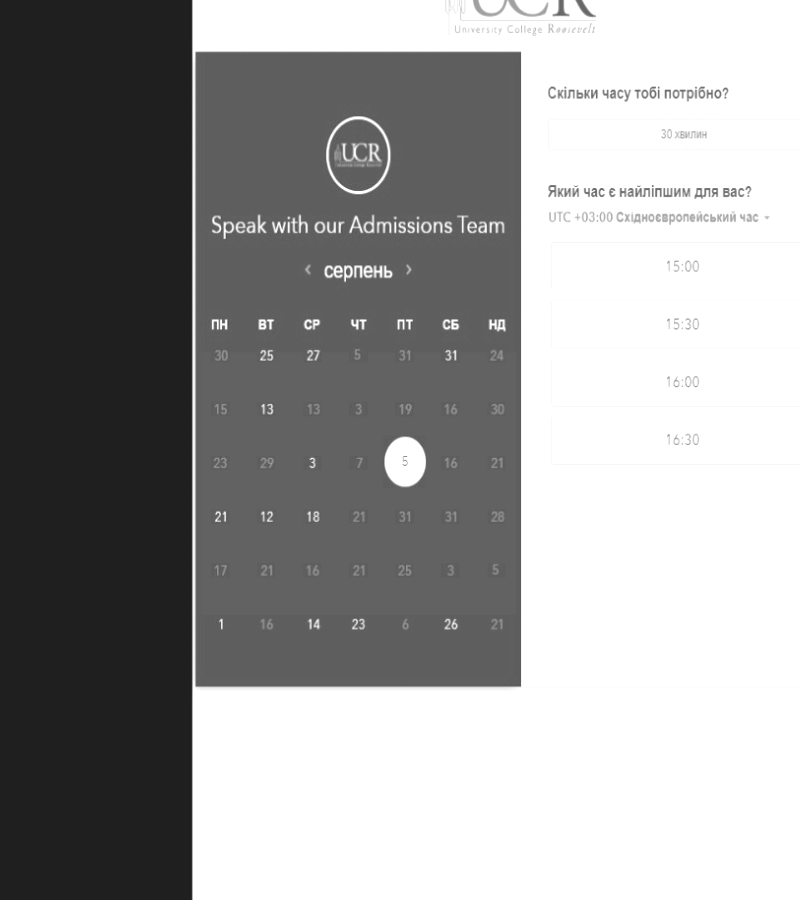 UCR
University College Roosevelt
UCR
Speak with our Admissions Team
‹ серпень ›
ПН ВТ СР ЧТ ПТ СБ НД
30 25 27 5 31 31 24
15 13 13 3 19 16 30
23 29 3 7 5 16 21
21 12 18 21 31 31 28
17 21 16 21 25 3 5
1 16 14 23 6 26 21
Скільки часу тобі потрібно?
30 хвилин
Який час є найліпшим для вас?
UTC +03:00 Східноєвропейський час
15:00
15:30
16:00
16:30